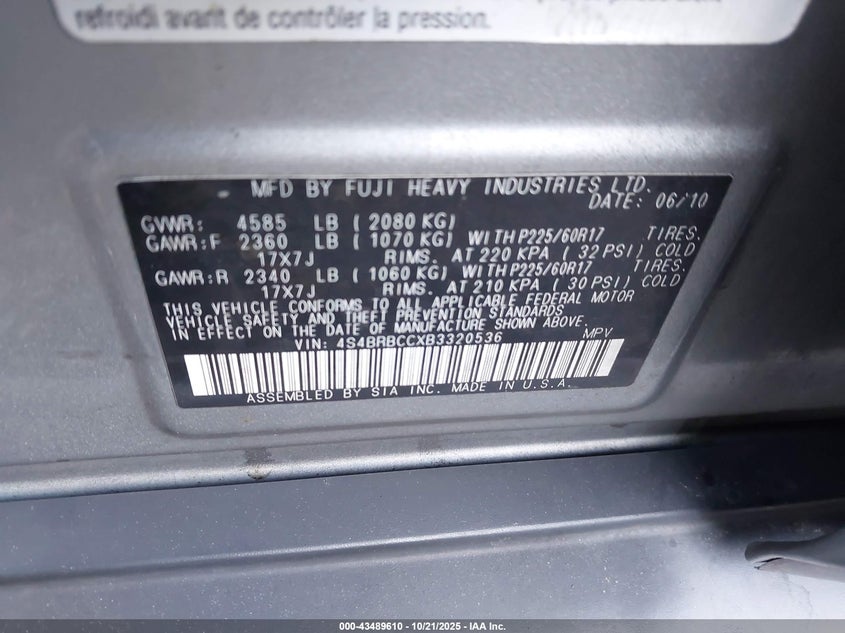 refroidi avant de contrôler la pression.
MFD BY FUJI HEAVY INDUSTRIES LTD.
DATE: 06/10
GVWR: 4585 LB ( 2080 KG)
GAWR:F 2360 LB ( 1070 KG) WITH P225/60R17 TIRES.
17X7J RIMS. AT 220 KPA ( 32 PSI) COLD
GAWR:R 2340 LB ( 1060 KG) WITH P225/60R17 TIRES.
17X7J RIMS. AT 210 KPA ( 30 PSI) COLD
THIS VEHICLE CONFORMS TO ALL APPLICABLE FEDERAL MOTOR
VEHICLE SAFETY AND THEFT PREVENTION STANDARDS
IN EFFECT ON THE DATE OF MANUFACTURE SHOWN ABOVE.
VIN: 4S4BRBCCXB3320536 MPV
ASSEMBLED BY SIA INC. MADE IN U.S.A.
000-43489610 - 10/21/2025 - IAA Inc.